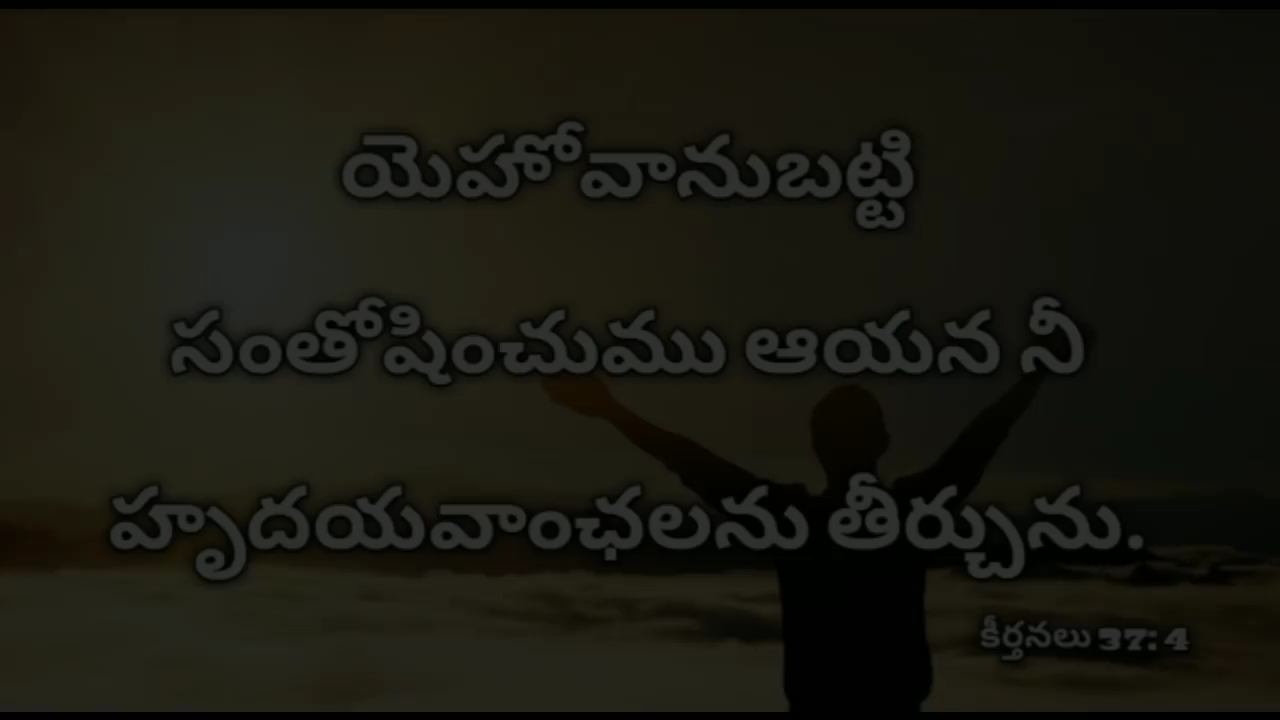 యెహోవానుబట్టి
సంతోషించుము ఆయన నీ
హృదయవాంఛలను తీర్చును.
కీర్తనలు 37: 4